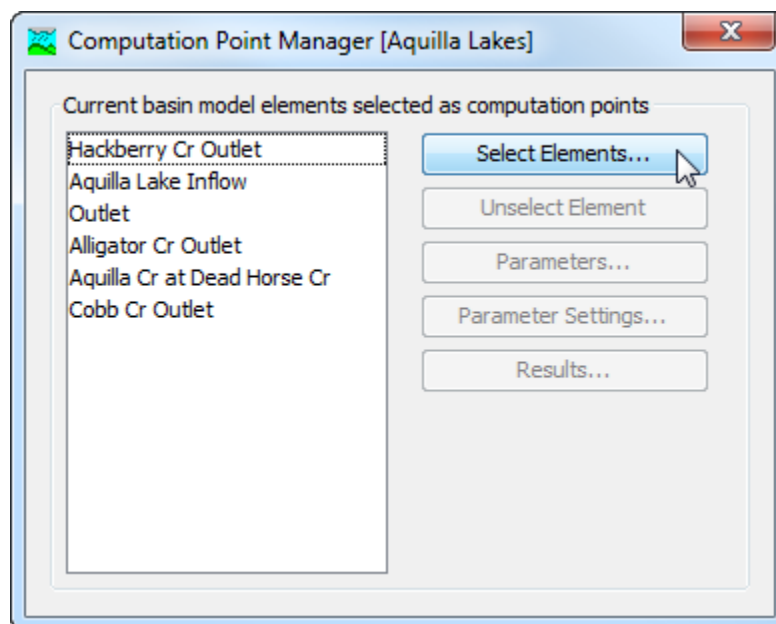 Computation Point Manager [Aquilla Lakes]
Current basin model elements selected as computation points
Hackberry Cr Outlet
Aquilla Lake Inflow
Outlet
Alligator Cr Outlet
Aquilla Cr at Dead Horse Cr
Cobb Cr Outlet
Select Elements...
Unselect Element
Parameters...
Parameter Settings...
Results...